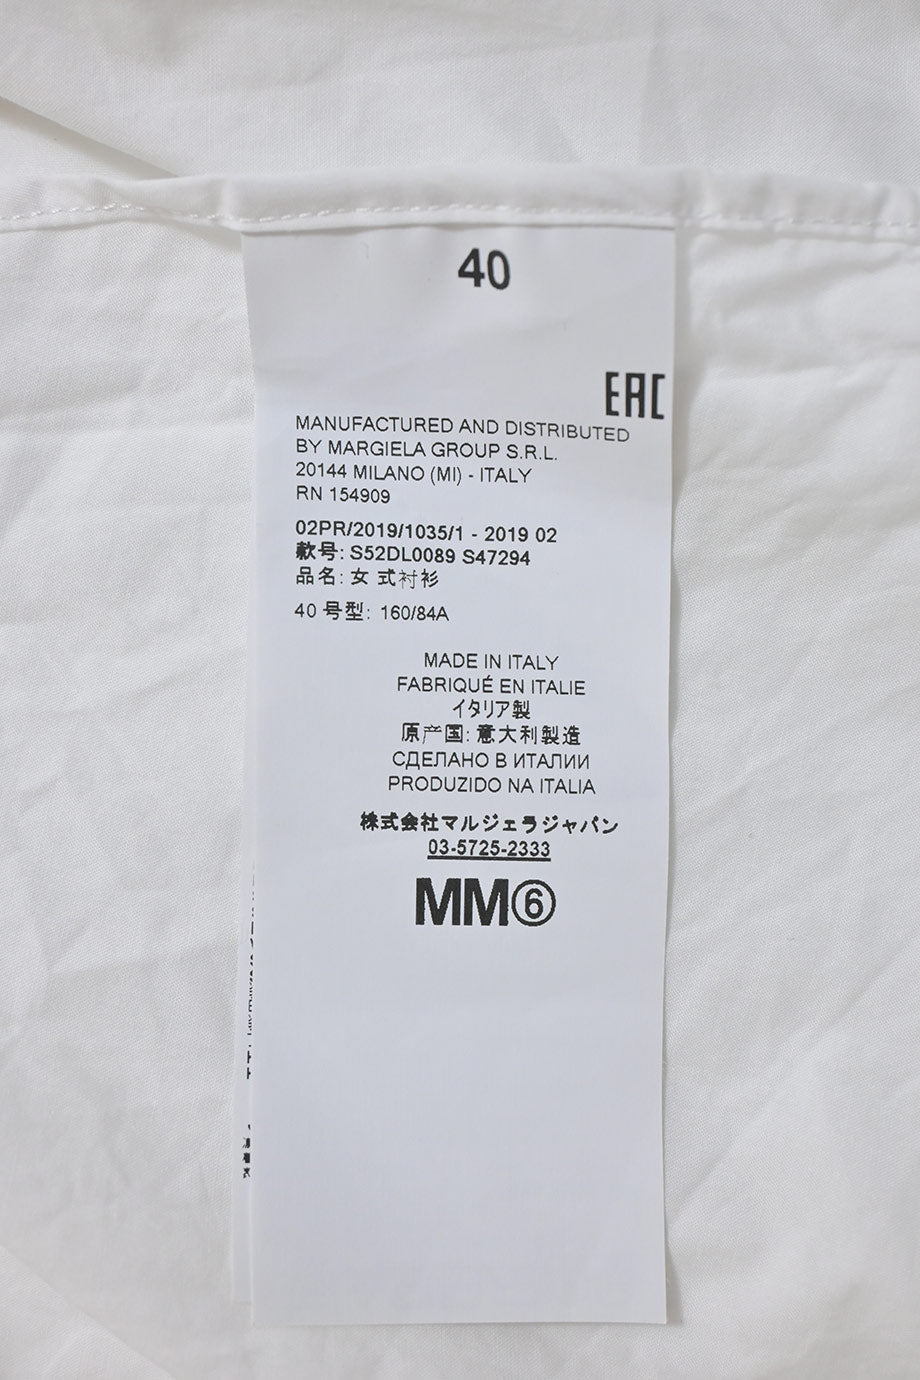 40
EAC
MANUFACTURED AND DISTRIBUTED
BY MARGIELA GROUP S.R.L.
20144 MILANO (MI) - ITALY
RN 154909
02PR/2019/1035/1 - 2019 02
款号: S52DL0089 S47294
品名: 女 式衬衫
40 号型: 160/84A
MADE IN ITALY
FABRIQUÉ EN ITALIE
イタリア製
原产国: 意大利製造
СДЕЛАНО В ИТАЛИИ
PRODUZIDO NA ITALIA
株式会社マルジェラジャパン
03-5725-2333
MM⑥